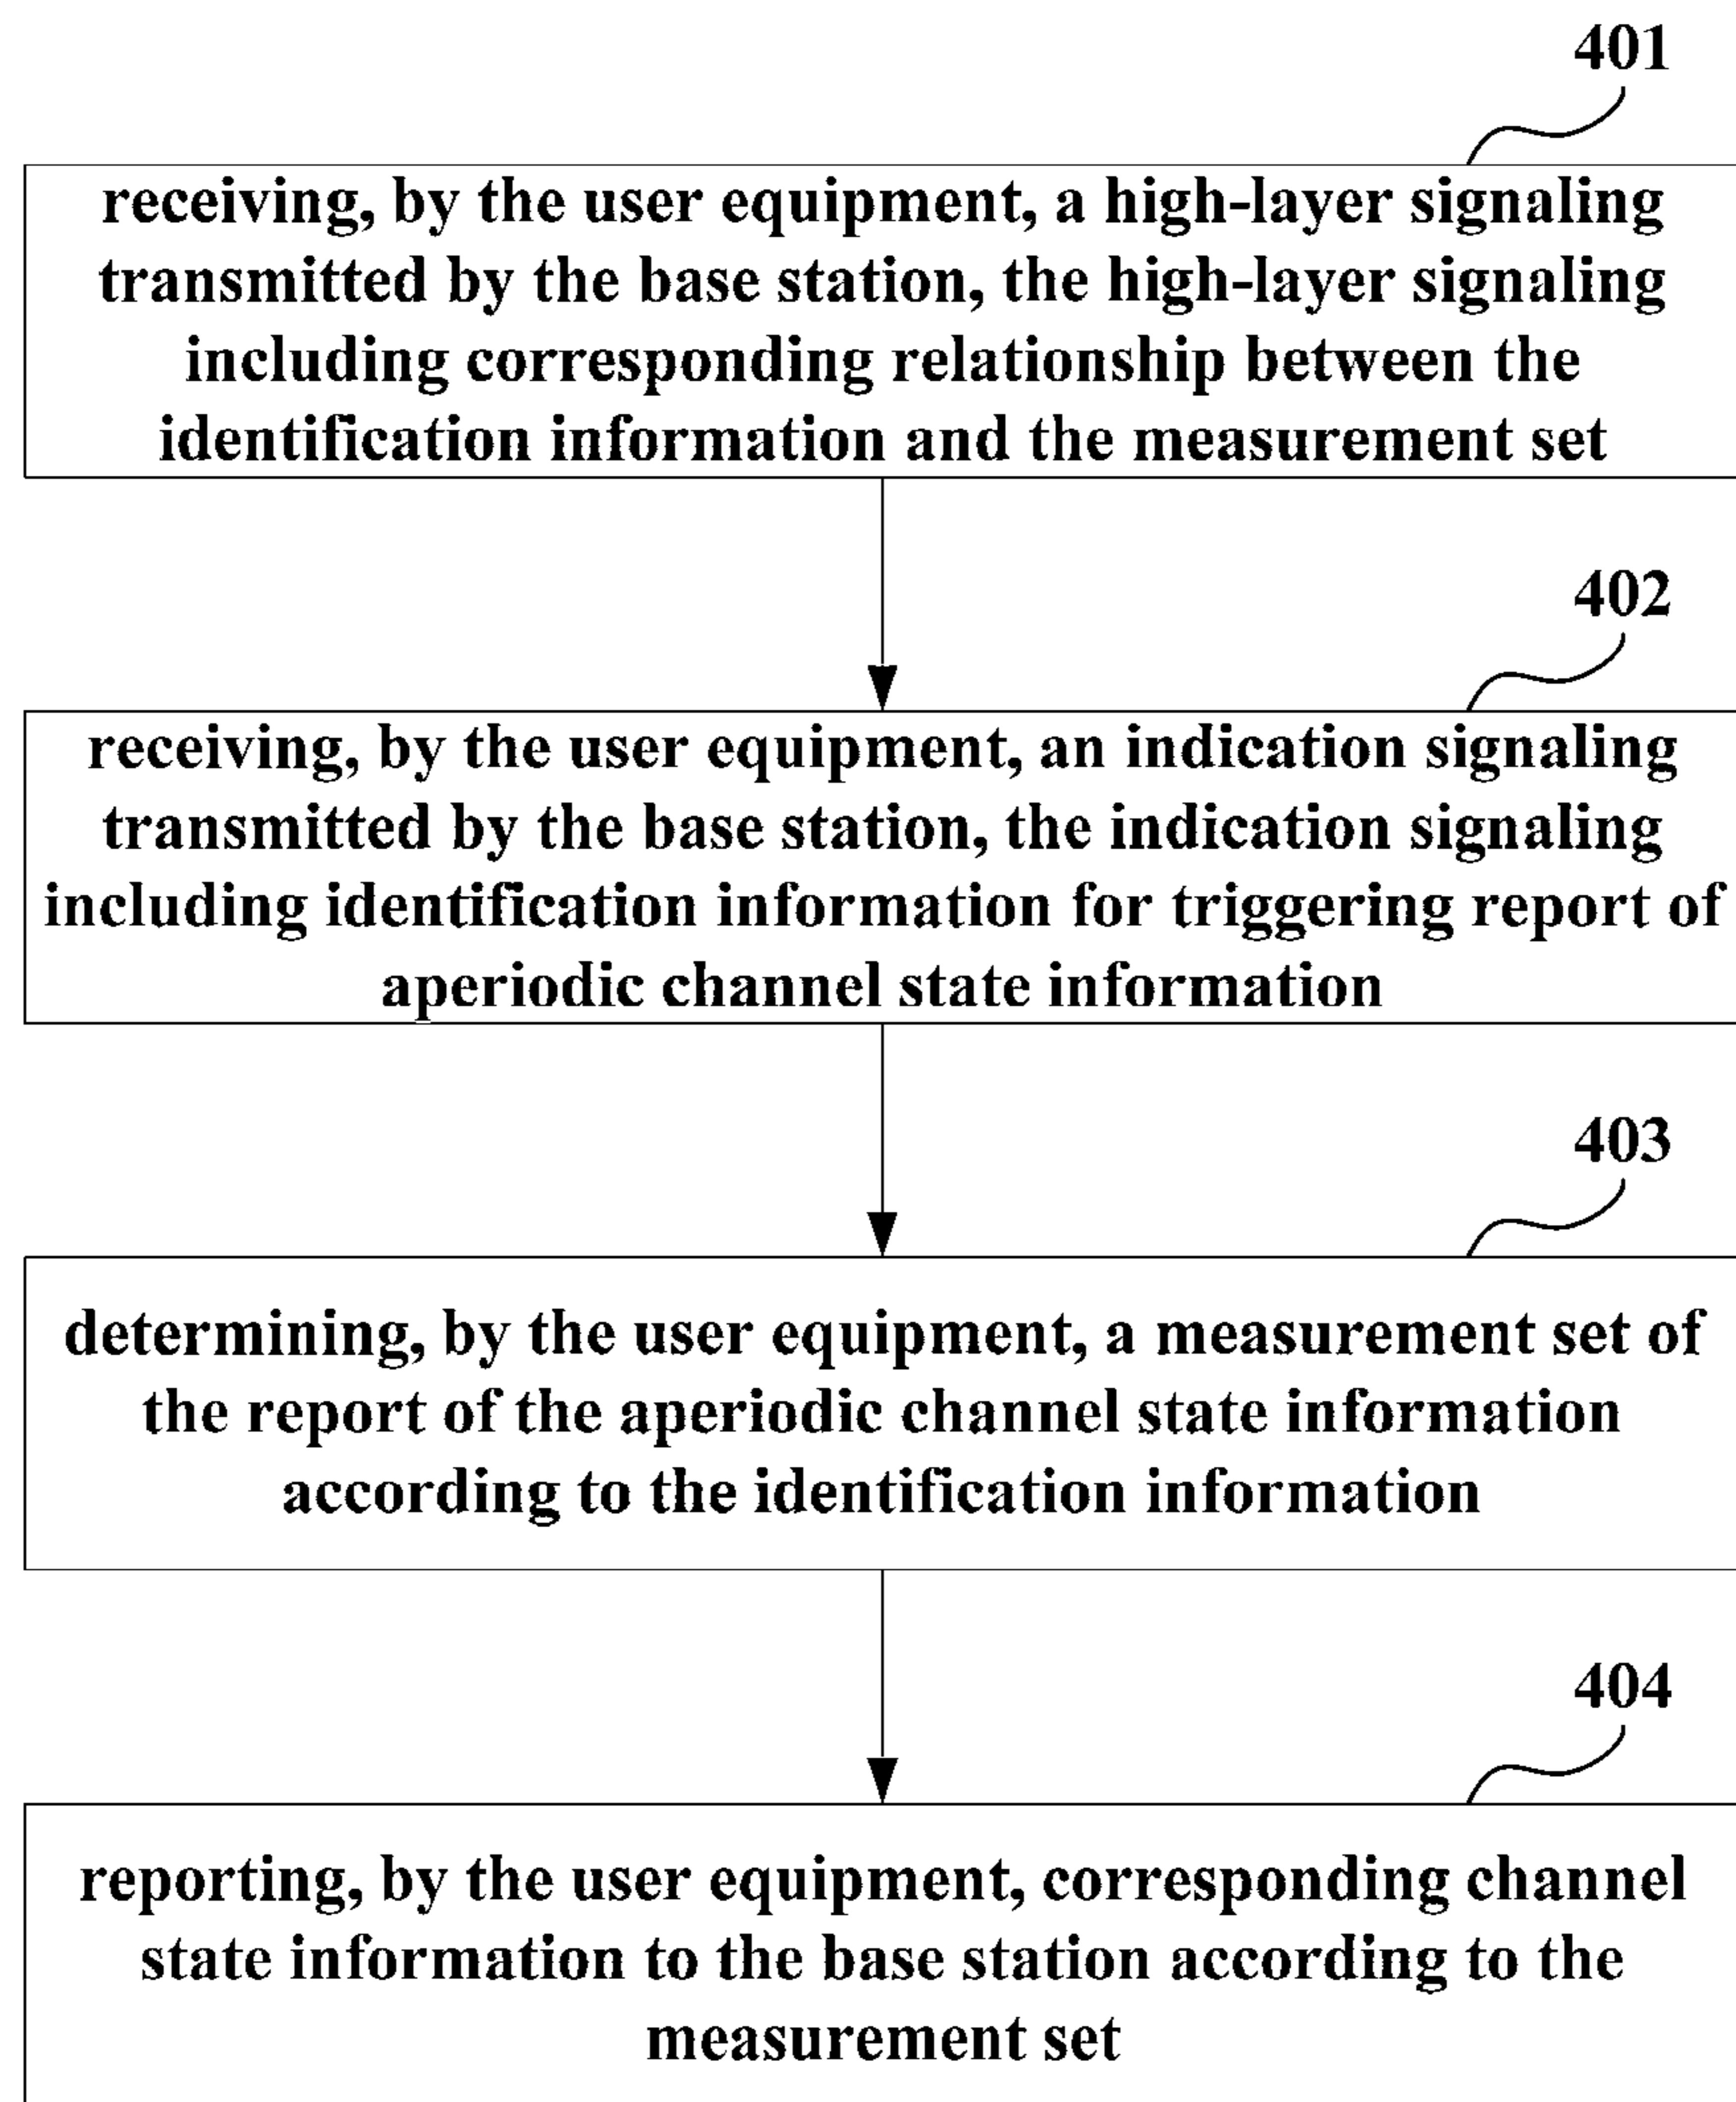 401
receiving, by the user equipment, a high-layer signaling
transmitted by the base station, the high-layer signaling
including corresponding relationship between the
identification information and the measurement set
402
receiving, by the user equipment, an indication signaling
transmitted by the base station, the indication signaling
including identification information for triggering report of
aperiodic channel state information
403
determining, by the user equipment, a measurement set of
the report of the aperiodic channel state information
according to the identification information
404
reporting, by the user equipment, corresponding channel
state information to the base station according to the
measurement set